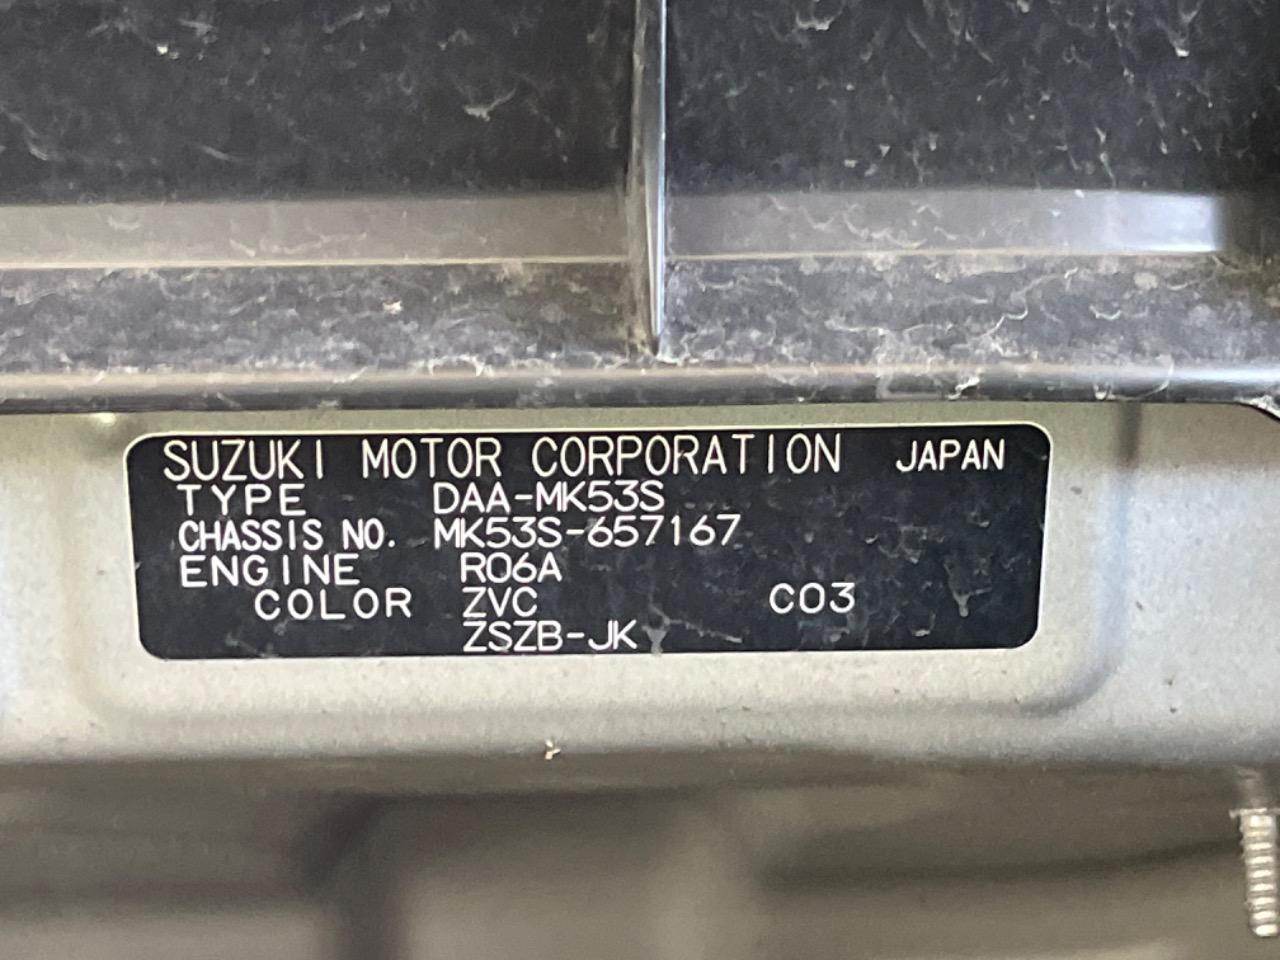 SUZUKI MOTOR CORPORATION JAPAN
TYPE DAA-MK53S
CHASSIS NO. MK53S-657167
ENGINE R06A
COLOR ZVC C03
ZSZB-JK